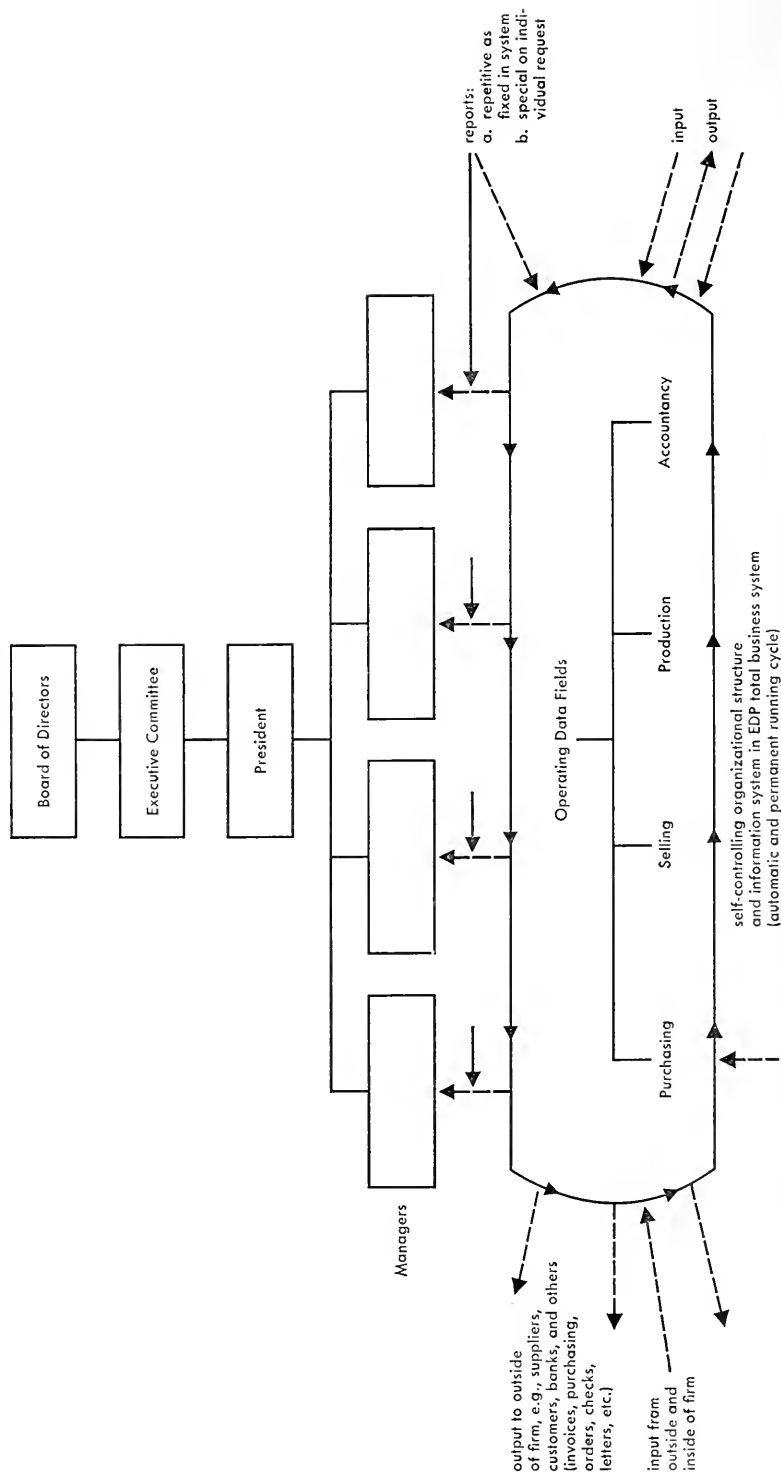 Board of Directors
Executive Committee
President
Managers
reports:
a. repetitive as
fixed in system
b. special on indi-
vidual request
Operating Data Fields
Purchasing
Selling
Production
Accountancy
input
output
output to outside
of firm, e.g., suppliers,
customers, banks, and others
(invoices, purchasing,
orders, checks,
letters, etc.)
input fram
outside and
inside of firm
self-controlling organizational structure
and information system in EDP total business system
(automatic and permanent running cycle)